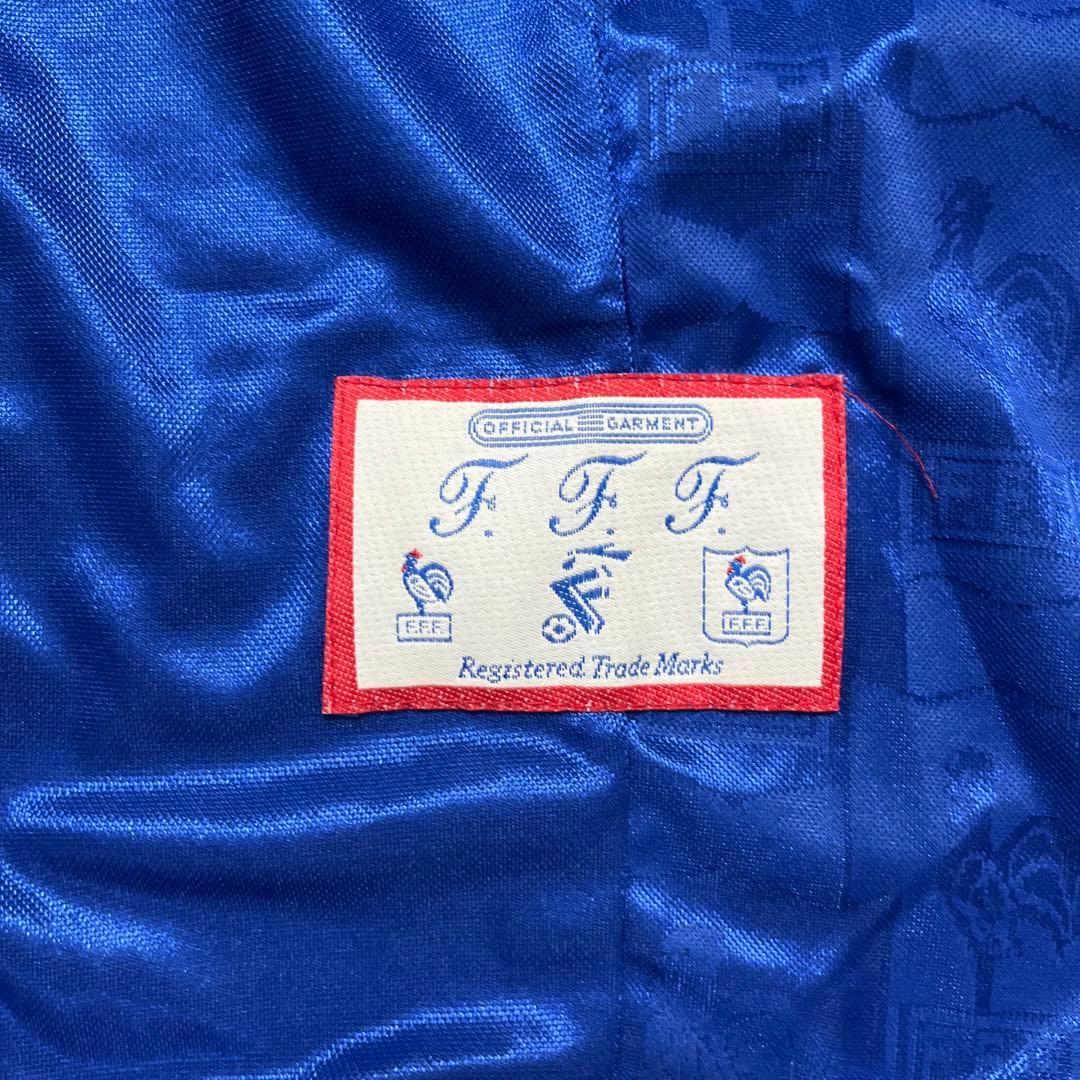 OFFICIAL GARMENT
F. F. F.
F.F.F. F.F.F.
Registered Trade Marks